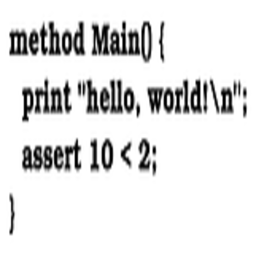 method Main() {
print "hello, world!\n";
assert 10 < 2;
}